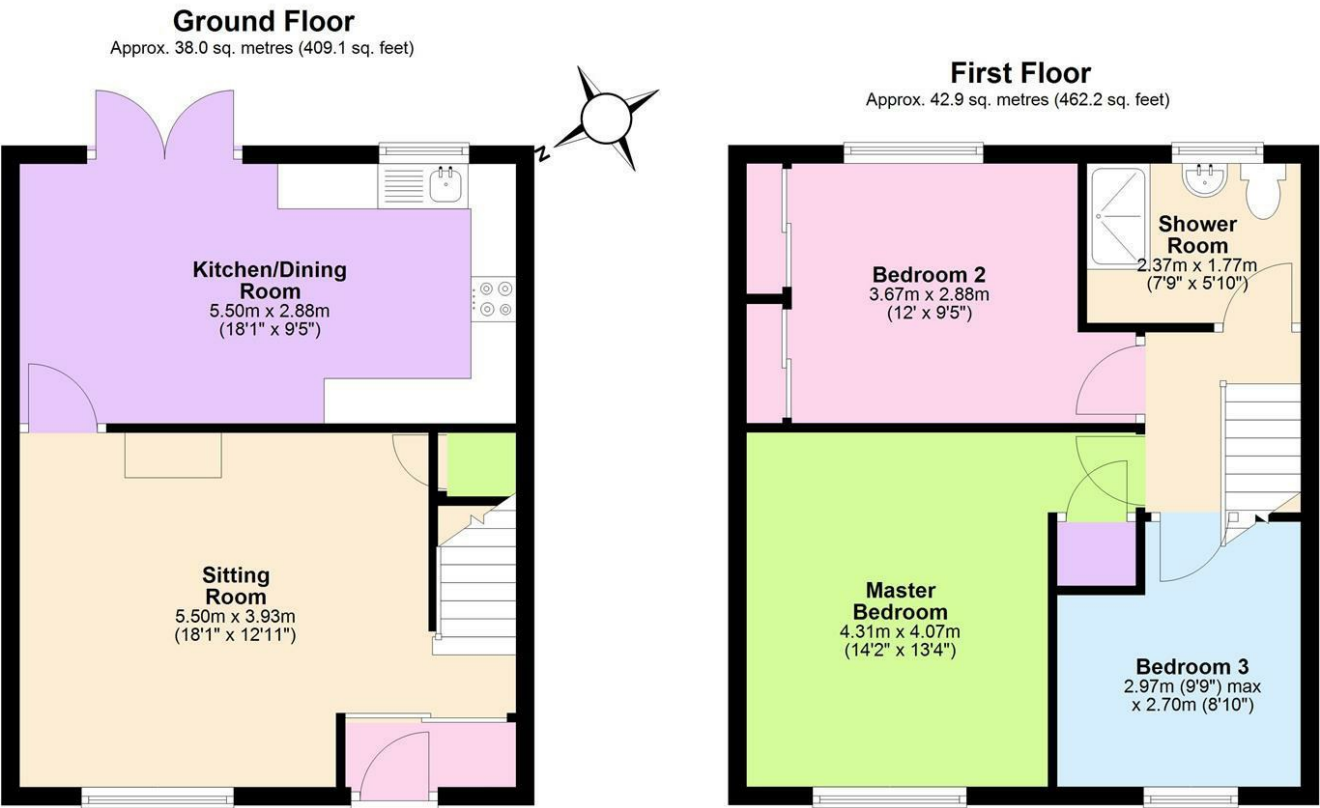 Ground Floor
Approx. 38.0 sq. metres (409.1 sq. feet)
N
Kitchen/Dining
Room
5.50m x 2.88m
(18'1" x 9'5")
Sitting
Room
5.50m x 3.93m
(18'1" x 12'11")
First Floor
Approx. 42.9 sq. metres (462.2 sq. feet)
Bedroom 2
3.67m x 2.88m
(12' x 9'5")
Shower
Room
2.37m x 1.77m
(7'9" x 5'10")
Master
Bedroom
4.31m x 4.07m
(14'2" x 13'4")
Bedroom 3
2.97m (9'9") max
x 2.70m (8'10")